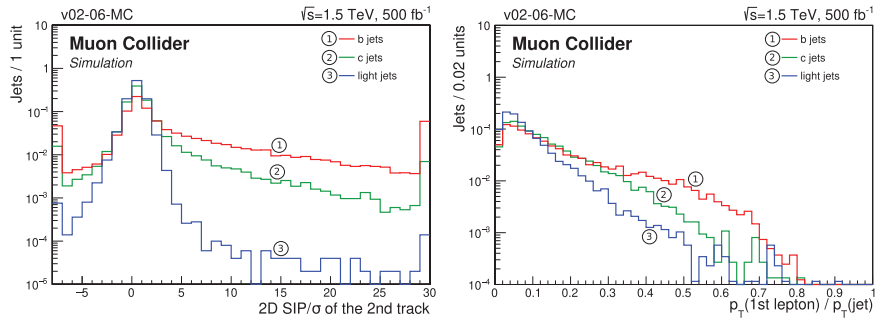 v02-06-MC √s=1.5 TeV, 500 fb⁻¹
Muon Collider
Simulation
① b jets
② c jets
③ light jets
Jets / 1 unit
10
1
10⁻¹
10⁻²
10⁻³
10⁻⁴
10⁻⁵
①
②
③
−5 0 5 10 15 20 25 30
2D SIP/σ of the 2nd track
v02-06-MC √s=1.5 TeV, 500 fb⁻¹
Muon Collider
Simulation
① b jets
② c jets
③ light jets
Jets / 0.02 units
10
1
10⁻¹
10⁻²
10⁻³
10⁻⁴
①
②
③
0 0.1 0.2 0.3 0.4 0.5 0.6 0.7 0.8 0.9 1
p_T(1st lepton) / p_T(jet)